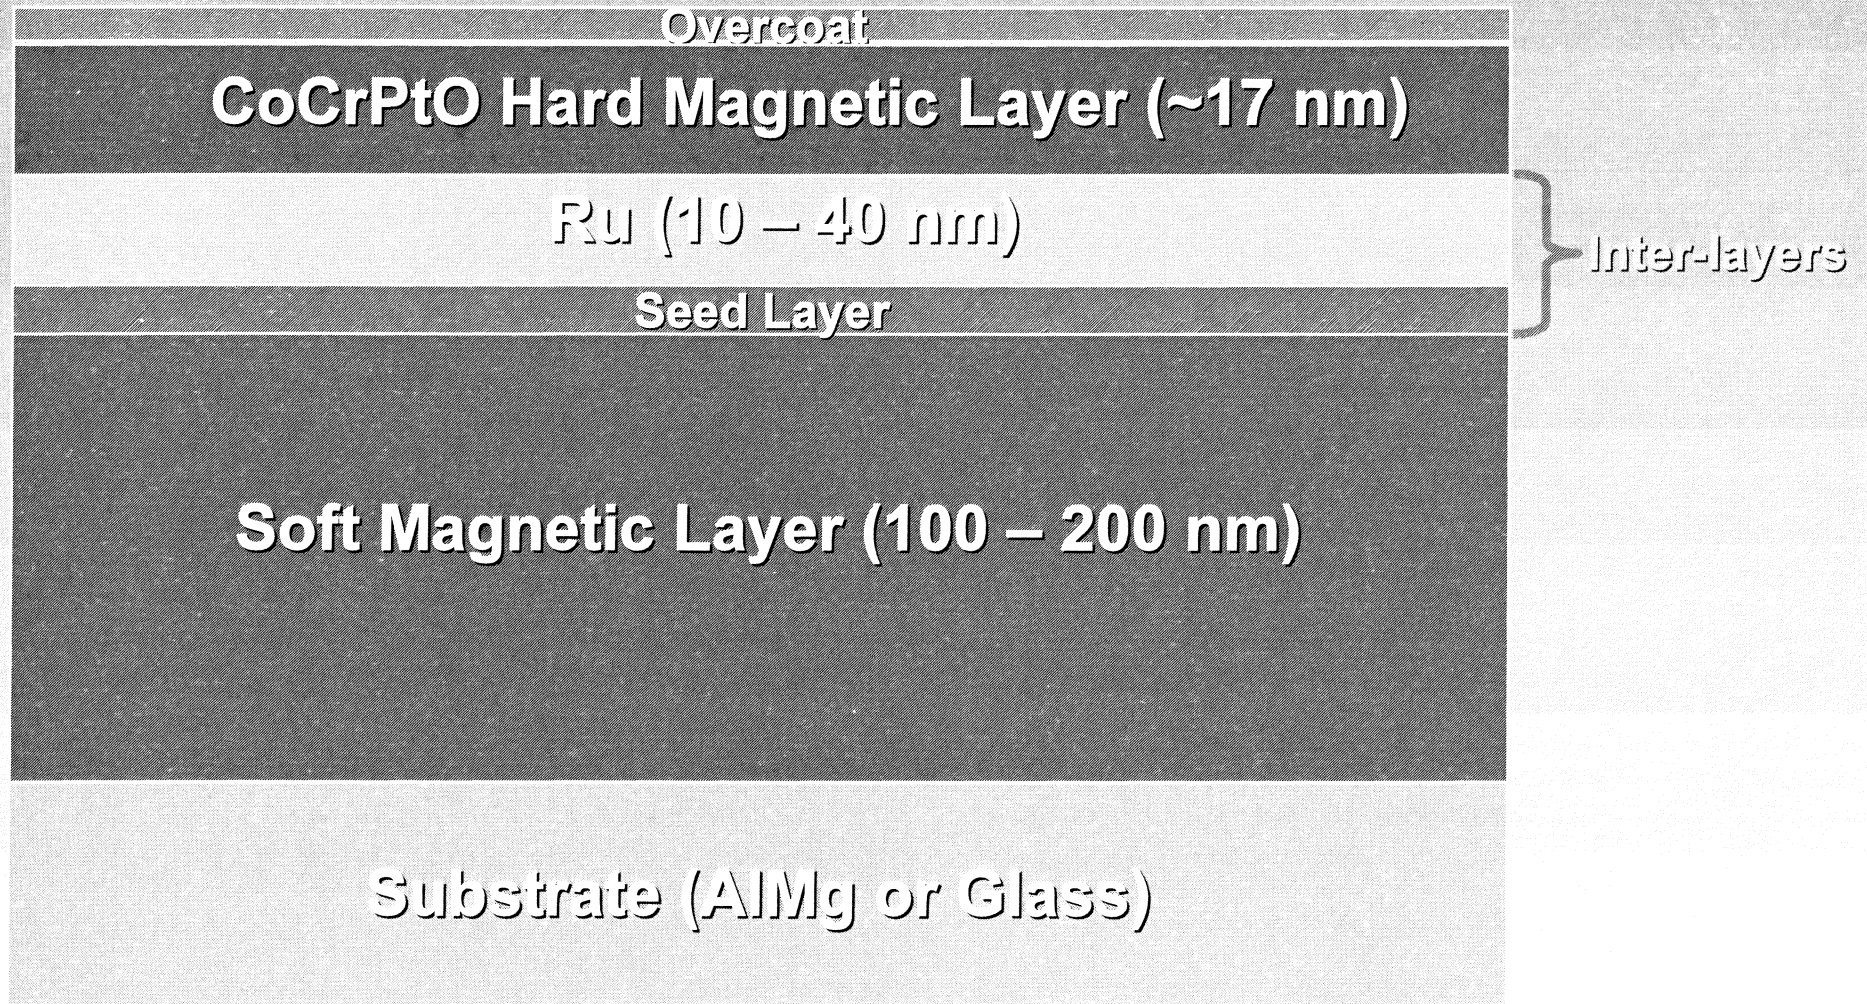 Overcoat
CoCrPtO Hard Magnetic Layer (~17 nm)
Ru (10 – 40 nm)
Inter-layers
Seed Layer
Soft Magnetic Layer (100 – 200 nm)
Substrate (AlMg or Glass)